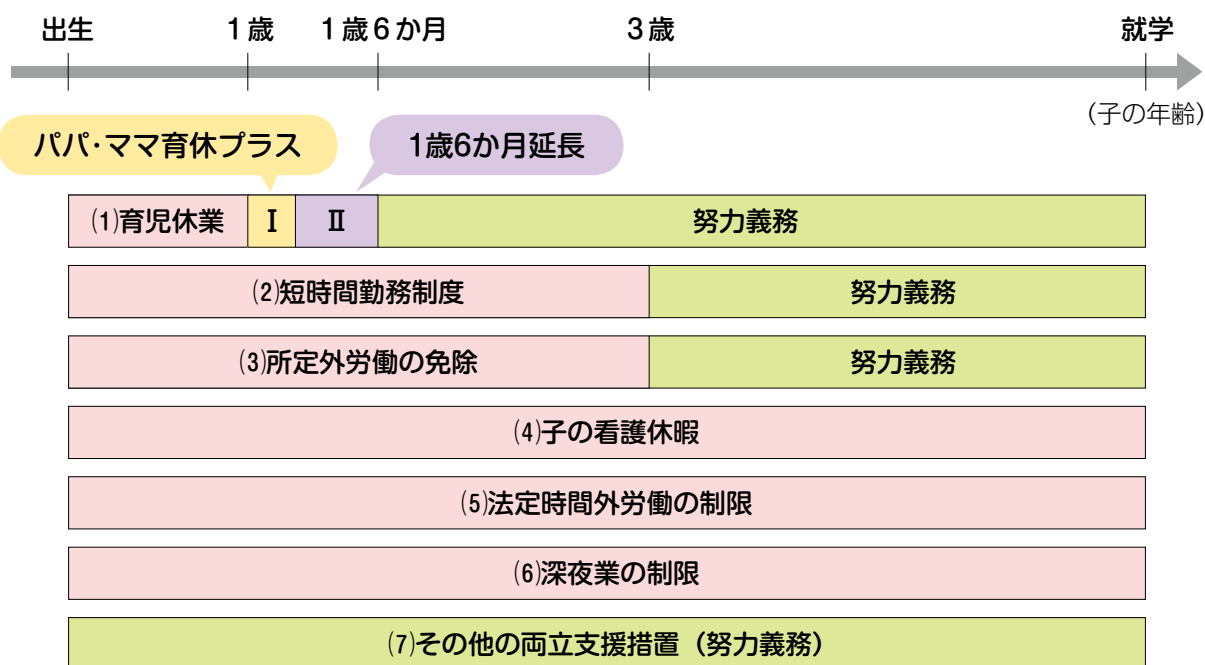 出生 1歳 1歳6か月 3歳 就学
(子の年齢)
パパ・ママ育休プラス 1歳6か月延長
(1)育児休業 Ⅰ Ⅱ 努力義務
(2)短時間勤務制度 努力義務
(3)所定外労働の免除 努力義務
(4)子の看護休暇
(5)法定時間外労働の制限
(6)深夜業の制限
(7)その他の両立支援措置(努力義務)